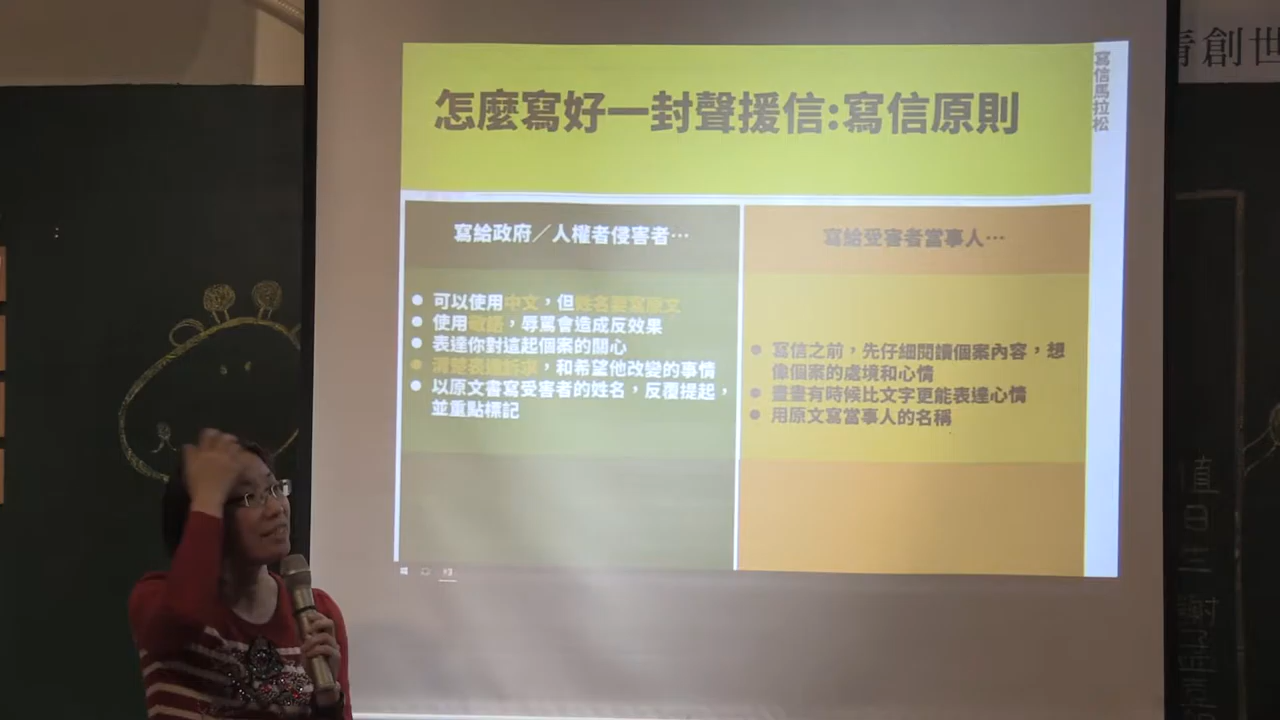 怎麼寫好一封聲援信:寫信原則
寫信馬拉松
青創世
寫給政府／人權者侵害者…
可以使用中文，但姓名要寫原文
使用敬語，辱罵會造成反效果
表達你對這起個案的關心
清楚表達訴求，和希望他改變的事情
以原文書寫受害者的姓名，反覆提起，
並重點標記
寫給受害者當事人…
寫信之前，先仔細閱讀個案內容，想
像個案的處境和心情
畫畫有時候比文字更能表達心情
用原文寫當事人的名稱
值日